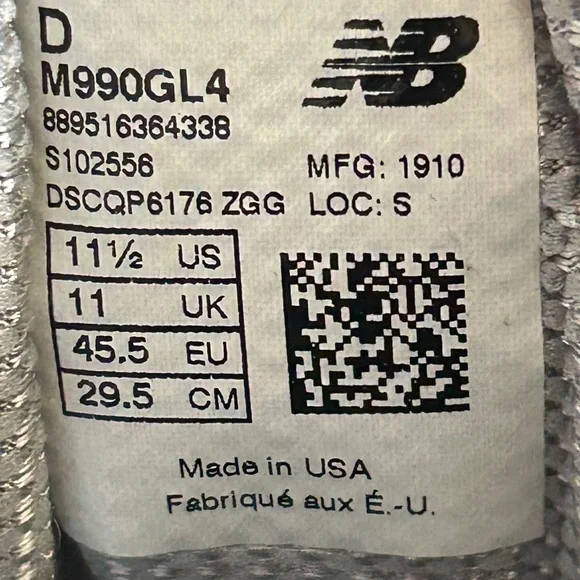 D
NB
M990GL4
889516364338
S102556 MFG: 1910
DSCQP6176 ZGG LOC: S
11½ US
11 UK
45.5 EU
29.5 CM
Made in USA
Fabriqué aux É.-U.